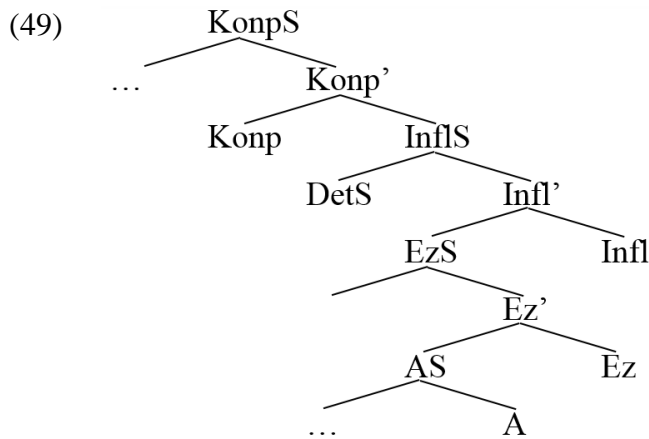 (49) KonpS
… Konp’
Konp InflS
DetS Infl’
EzS Infl
Ez’
AS Ez
… A